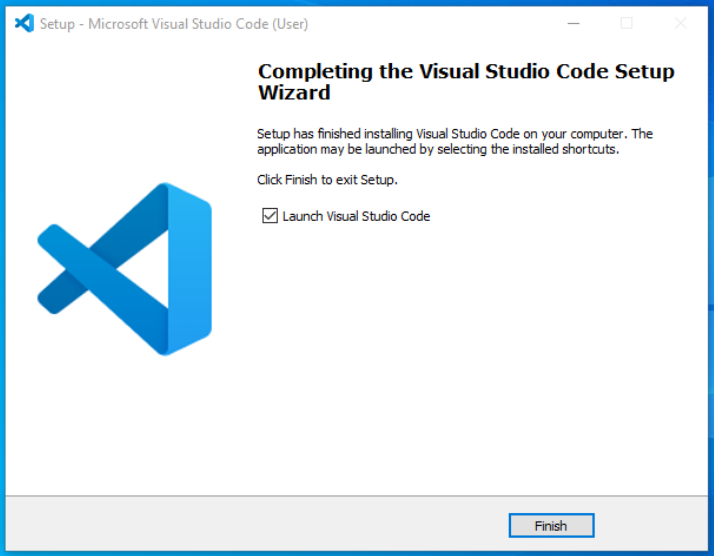 Setup - Microsoft Visual Studio Code (User)
Completing the Visual Studio Code Setup
Wizard
Setup has finished installing Visual Studio Code on your computer. The
application may be launched by selecting the installed shortcuts.
Click Finish to exit Setup.
Launch Visual Studio Code
Finish